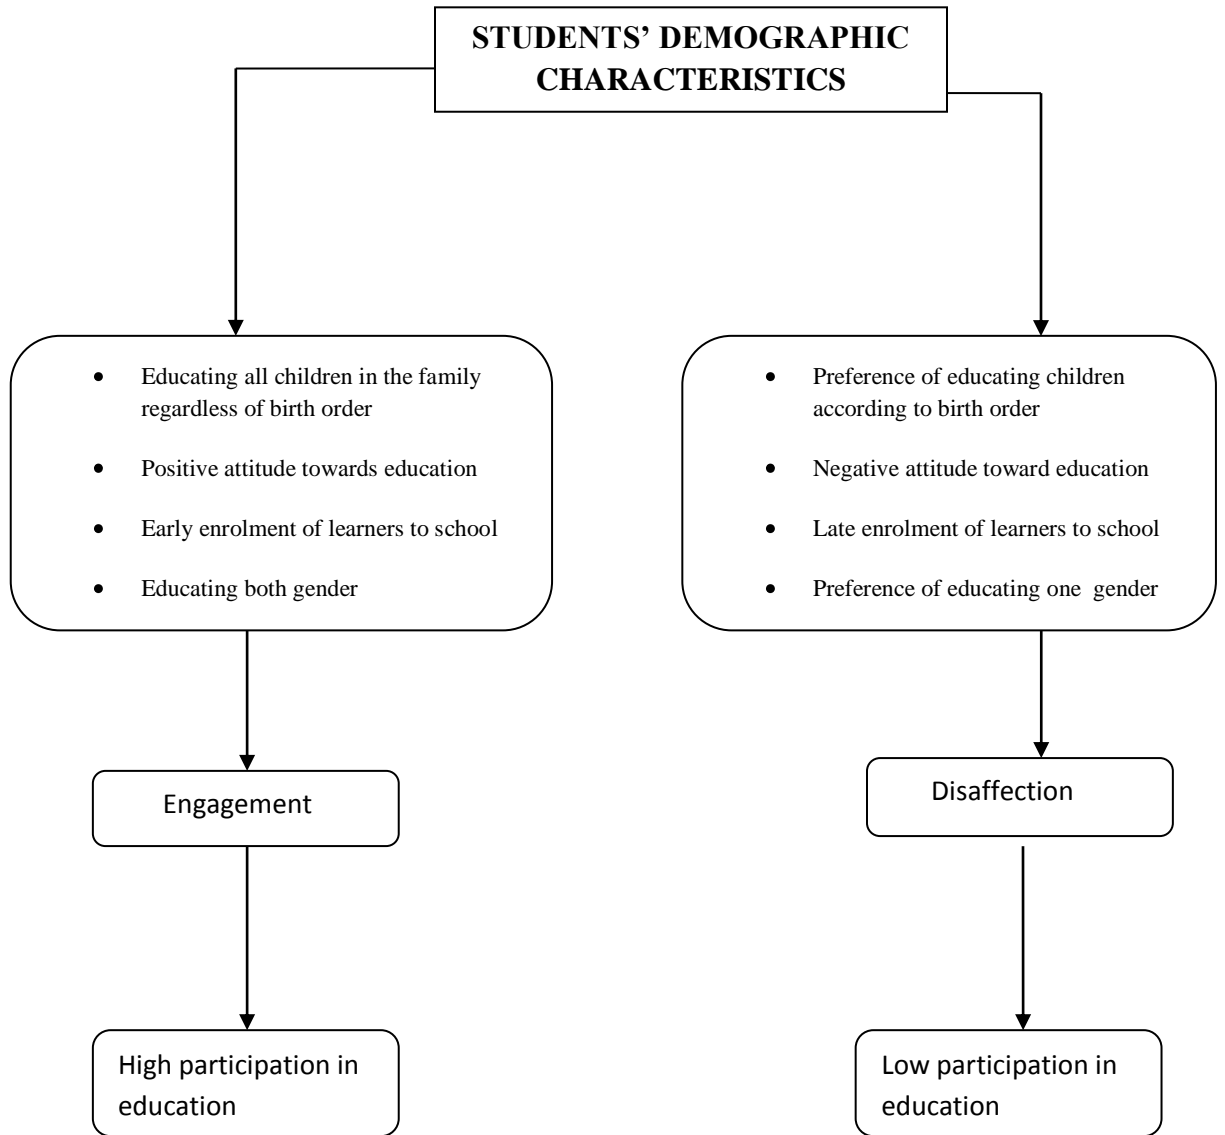 STUDENTS’ DEMOGRAPHIC
CHARACTERISTICS
• Educating all children in the family
regardless of birth order
• Positive attitude towards education
• Early enrolment of learners to school
• Educating both gender
• Preference of educating children
according to birth order
• Negative attitude toward education
• Late enrolment of learners to school
• Preference of educating one  gender
Engagement
Disaffection
High participation in
education
Low participation in
education